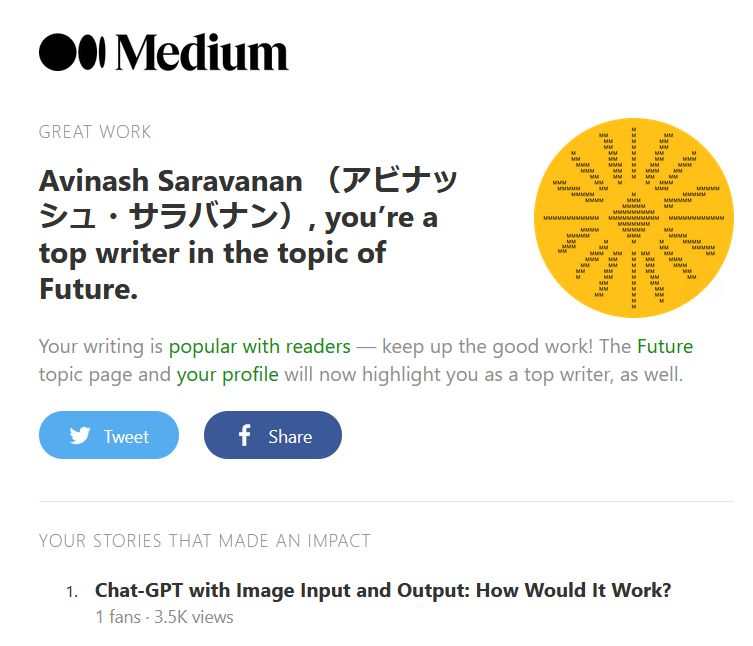 Medium
GREAT WORK
Avinash Saravanan （アビナッ
シュ・サラバナン）, you’re a
top writer in the topic of
Future.
Your writing is popular with readers — keep up the good work! The Future
topic page and your profile will now highlight you as a top writer, as well.
Tweet
Share
YOUR STORIES THAT MADE AN IMPACT
1. Chat-GPT with Image Input and Output: How Would It Work?
1 fans · 3.5K views